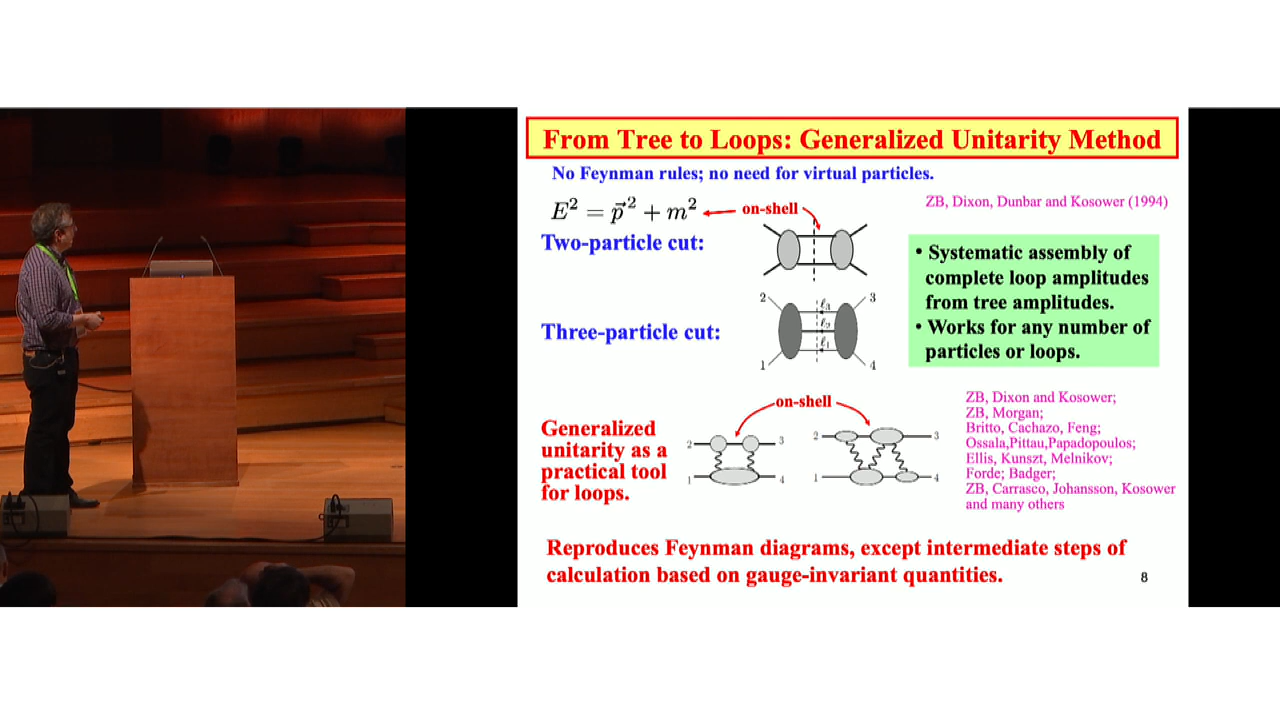 From Tree to Loops: Generalized Unitarity Method
No Feynman rules; no need for virtual particles.
ZB, Dixon, Dunbar and Kosower (1994)
E² = p⃗ ² + m²
on-shell
Two-particle cut:
• Systematic assembly of
complete loop amplitudes
from tree amplitudes.
• Works for any number of
particles or loops.
Three-particle cut:
2
3
ℓ₃
ℓ₂
ℓ₁
1
4
on-shell
Generalized
unitarity as a
practical tool
for loops.
2
3
1
4
2
3
1
4
ZB, Dixon and Kosower;
ZB, Morgan;
Britto, Cachazo, Feng;
Ossala,Pittau,Papadopoulos;
Ellis, Kunszt, Melnikov;
Forde; Badger;
ZB, Carrasco, Johansson, Kosower
and many others
Reproduces Feynman diagrams, except intermediate steps of
calculation based on gauge-invariant quantities.
8